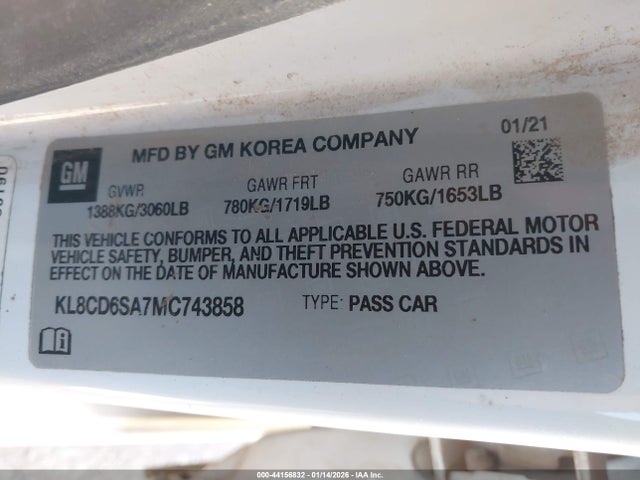 MFD BY GM KOREA COMPANY
01/21
GM
GVWR
GAWR FRT
GAWR RR
1388KG/3060LB
780KG/1719LB
750KG/1653LB
THIS VEHICLE CONFORMS TO ALL APPLICABLE U.S. FEDERAL MOTOR
VEHICLE SAFETY, BUMPER, AND THEFT PREVENTION STANDARDS IN
EFFECT ON THE DATE OF MANUFACTURE SHOWN ABOVE.
KL8CD6SA7MC743858
TYPE: PASS CAR
000-44156832 - 01/14/2026 - IAA Inc.